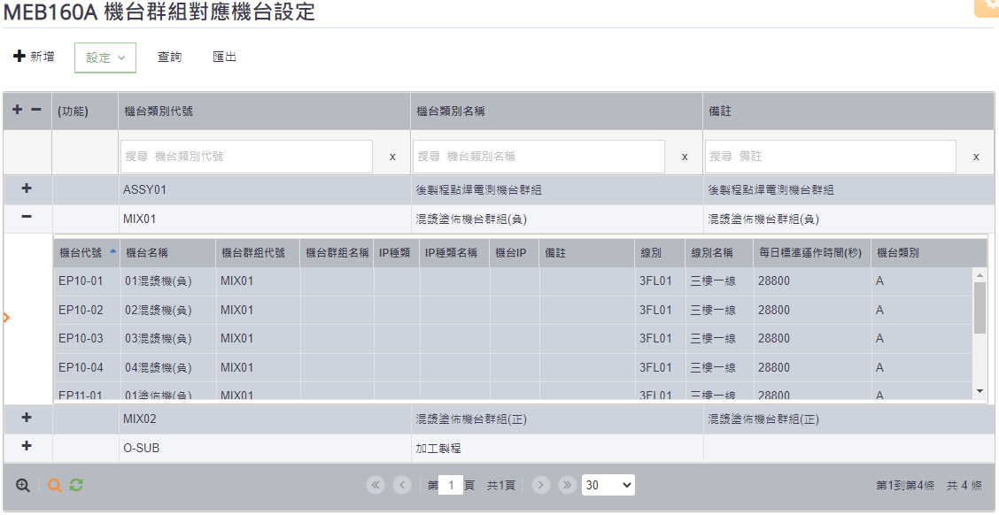 MEB160A 機台群組對應機台設定
新增 設定 查詢 匯出
(功能) 機台類別代號 機台類別名稱 備註
搜尋 機台類別代號 x 搜尋 機台類別名稱 x 搜尋 備註 x
ASSY01 後製程點焊電測機台群組 後製程點焊電測機台群組
MIX01 混漿塗佈機台群組(負) 混漿塗佈機台群組(負)
機台代號 機台名稱 機台群組代號 機台群組名稱 IP種類 IP種類名稱 機台IP 備註 線別 線別名稱 每日標準運作時間(秒) 機台類別
EP10-01 01混漿機(負) MIX01 3FL01 三樓一線 28800 A
EP10-02 02混漿機(負) MIX01 3FL01 三樓一線 28800 A
EP10-03 03混漿機(負) MIX01 3FL01 三樓一線 28800 A
EP10-04 04混漿機(負) MIX01 3FL01 三樓一線 28800 A
EP11-01 01塗佈機(負) MIX01 3FL01 三樓一線 28800 A
MIX02 混漿塗佈機台群組(正) 混漿塗佈機台群組(正)
O-SUB 加工製程
第 1 頁 共1頁 30 第1到第4條 共 4 條